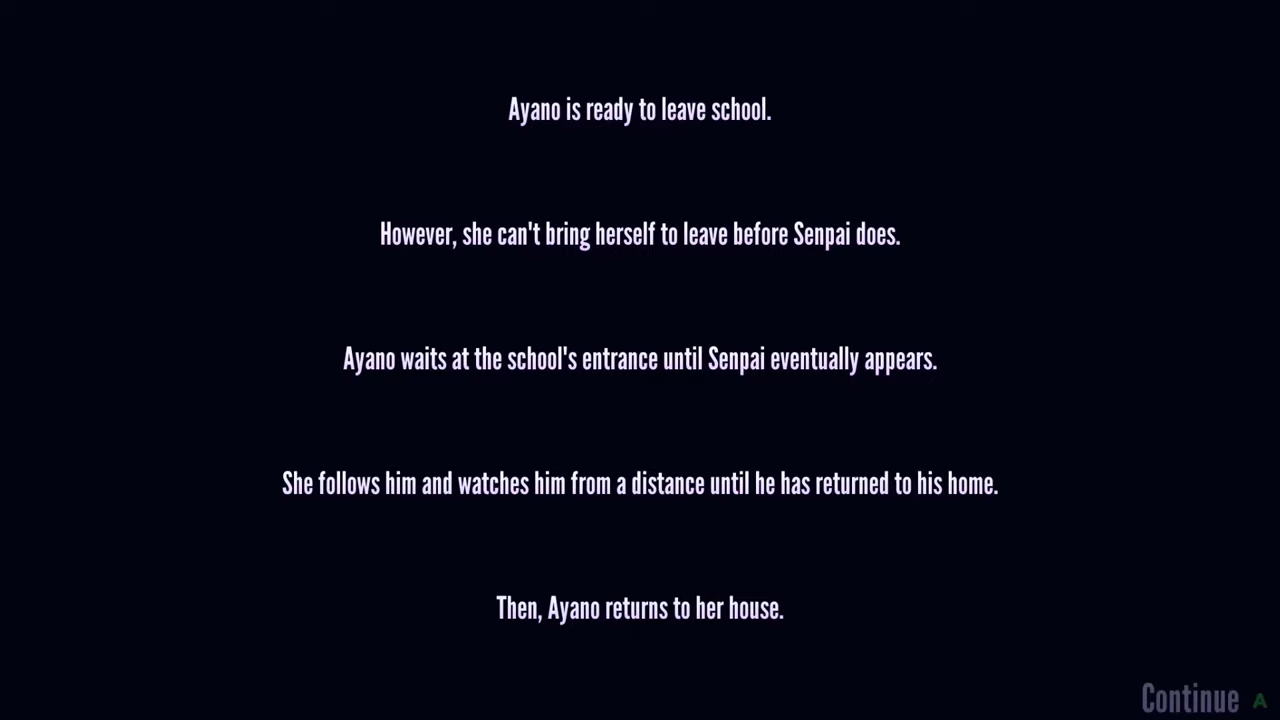 Ayano is ready to leave school.
However, she can't bring herself to leave before Senpai does.
Ayano waits at the school's entrance until Senpai eventually appears.
She follows him and watches him from a distance until he has returned to his home.
Then, Ayano returns to her house.
Continue A